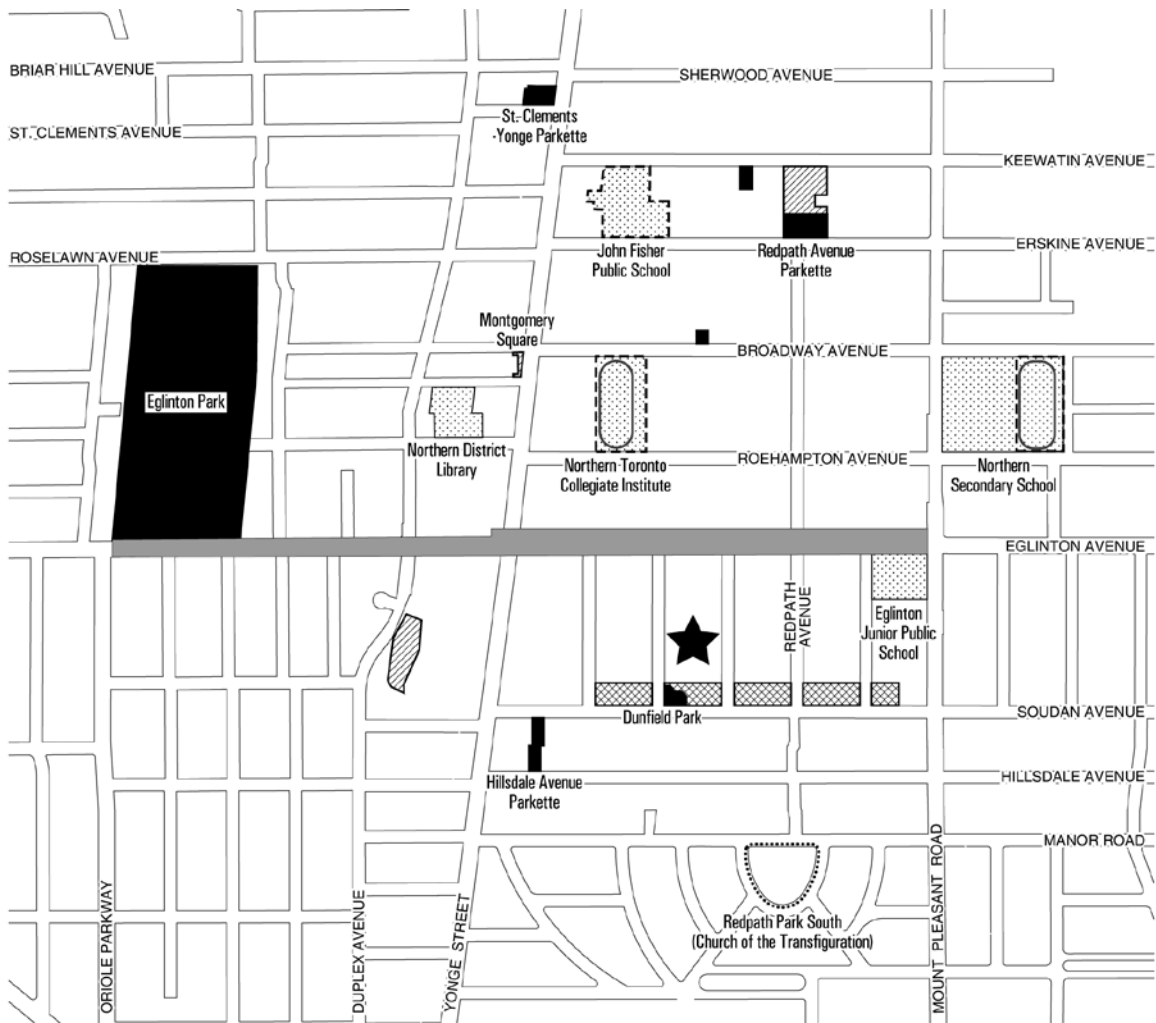 BRIAR HILL AVENUE
SHERWOOD AVENUE
St. Clements
-Yonge Parkette
ST. CLEMENTS AVENUE
KEEWATIN AVENUE
ROSELAWN AVENUE
John Fisher
Public School
Redpath Avenue
Parkette
ERSKINE AVENUE
Montgomery
Square
BROADWAY AVENUE
Eglinton Park
Northern District
Library
Northern Toronto
Collegiate Institute
ROEHAMPTON AVENUE
Northern
Secondary School
EGLINTON AVENUE
REDPATH
AVENUE
Eglinton
Junior Public
School
Dunfield Park
SOUDAN AVENUE
Hillsdale Avenue
Parkette
HILLSDALE AVENUE
MANOR ROAD
ORIOLE PARKWAY
DUPLEX AVENUE
YONGE STREET
Redpath Park South
(Church of the Transfiguration)
MOUNT PLEASANT ROAD